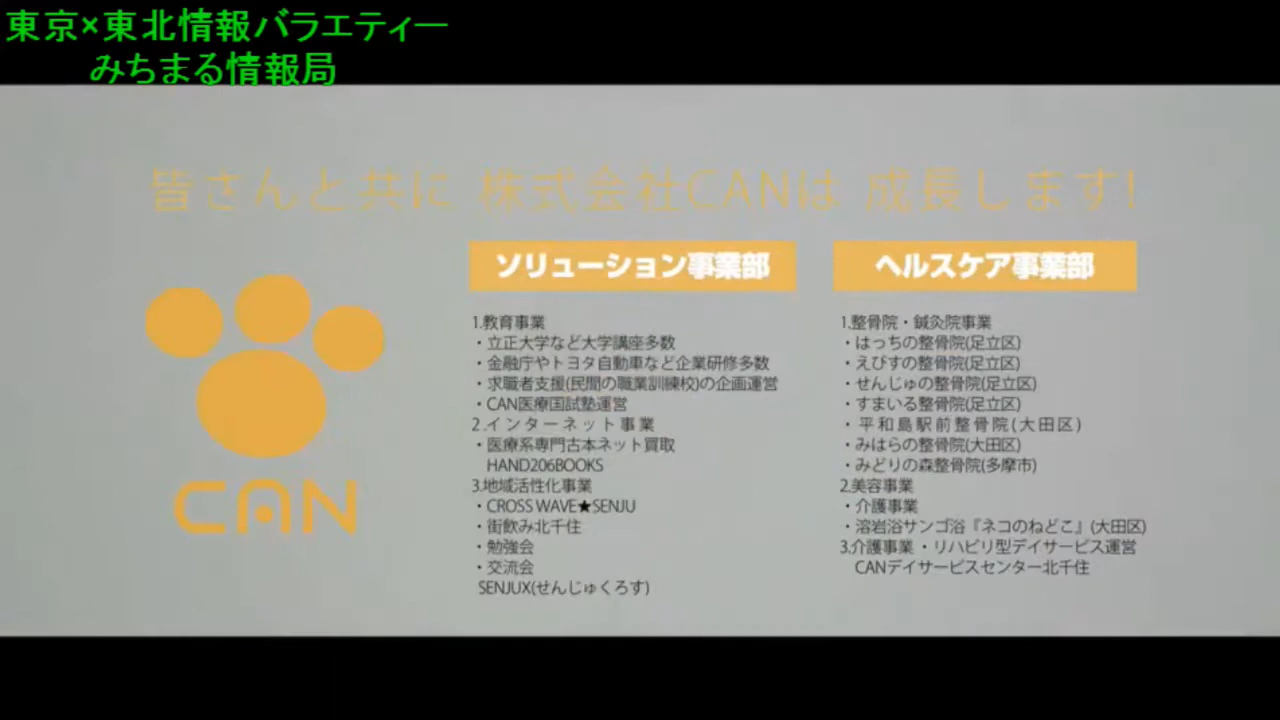 東京×東北情報バラエティ―
みちまる情報局
皆さんと共に 株式会社CANは 成長します!
CAN
ソリューション事業部
1.教育事業
・立正大学など大学講座多数
・金融庁やトヨタ自動車など企業研修多数
・求職者支援(民間の職業訓練校)の企画運営
・CAN医療国試塾運営
2.インターネット事業
・医療系専門古本ネット買取
HAND206BOOKS
3.地域活性化事業
・CROSS WAVE★SENJU
・街飲み北千住
・勉強会
・交流会
SENJUX(せんじゅくろす)
ヘルスケア事業部
1.整骨院・鍼灸院事業
・はっちの整骨院(足立区)
・えびすの整骨院(足立区)
・せんじゅの整骨院(足立区)
・すまいる整骨院(足立区)
・平和島駅前整骨院(大田区)
・みはらの整骨院(大田区)
・みどりの森整骨院(多摩市)
2.美容事業
・介護事業
・溶岩浴サンゴ浴『ネコのねどこ』(大田区)
3.介護事業・リハビリ型デイサービス運営
CANデイサービスセンター北千住